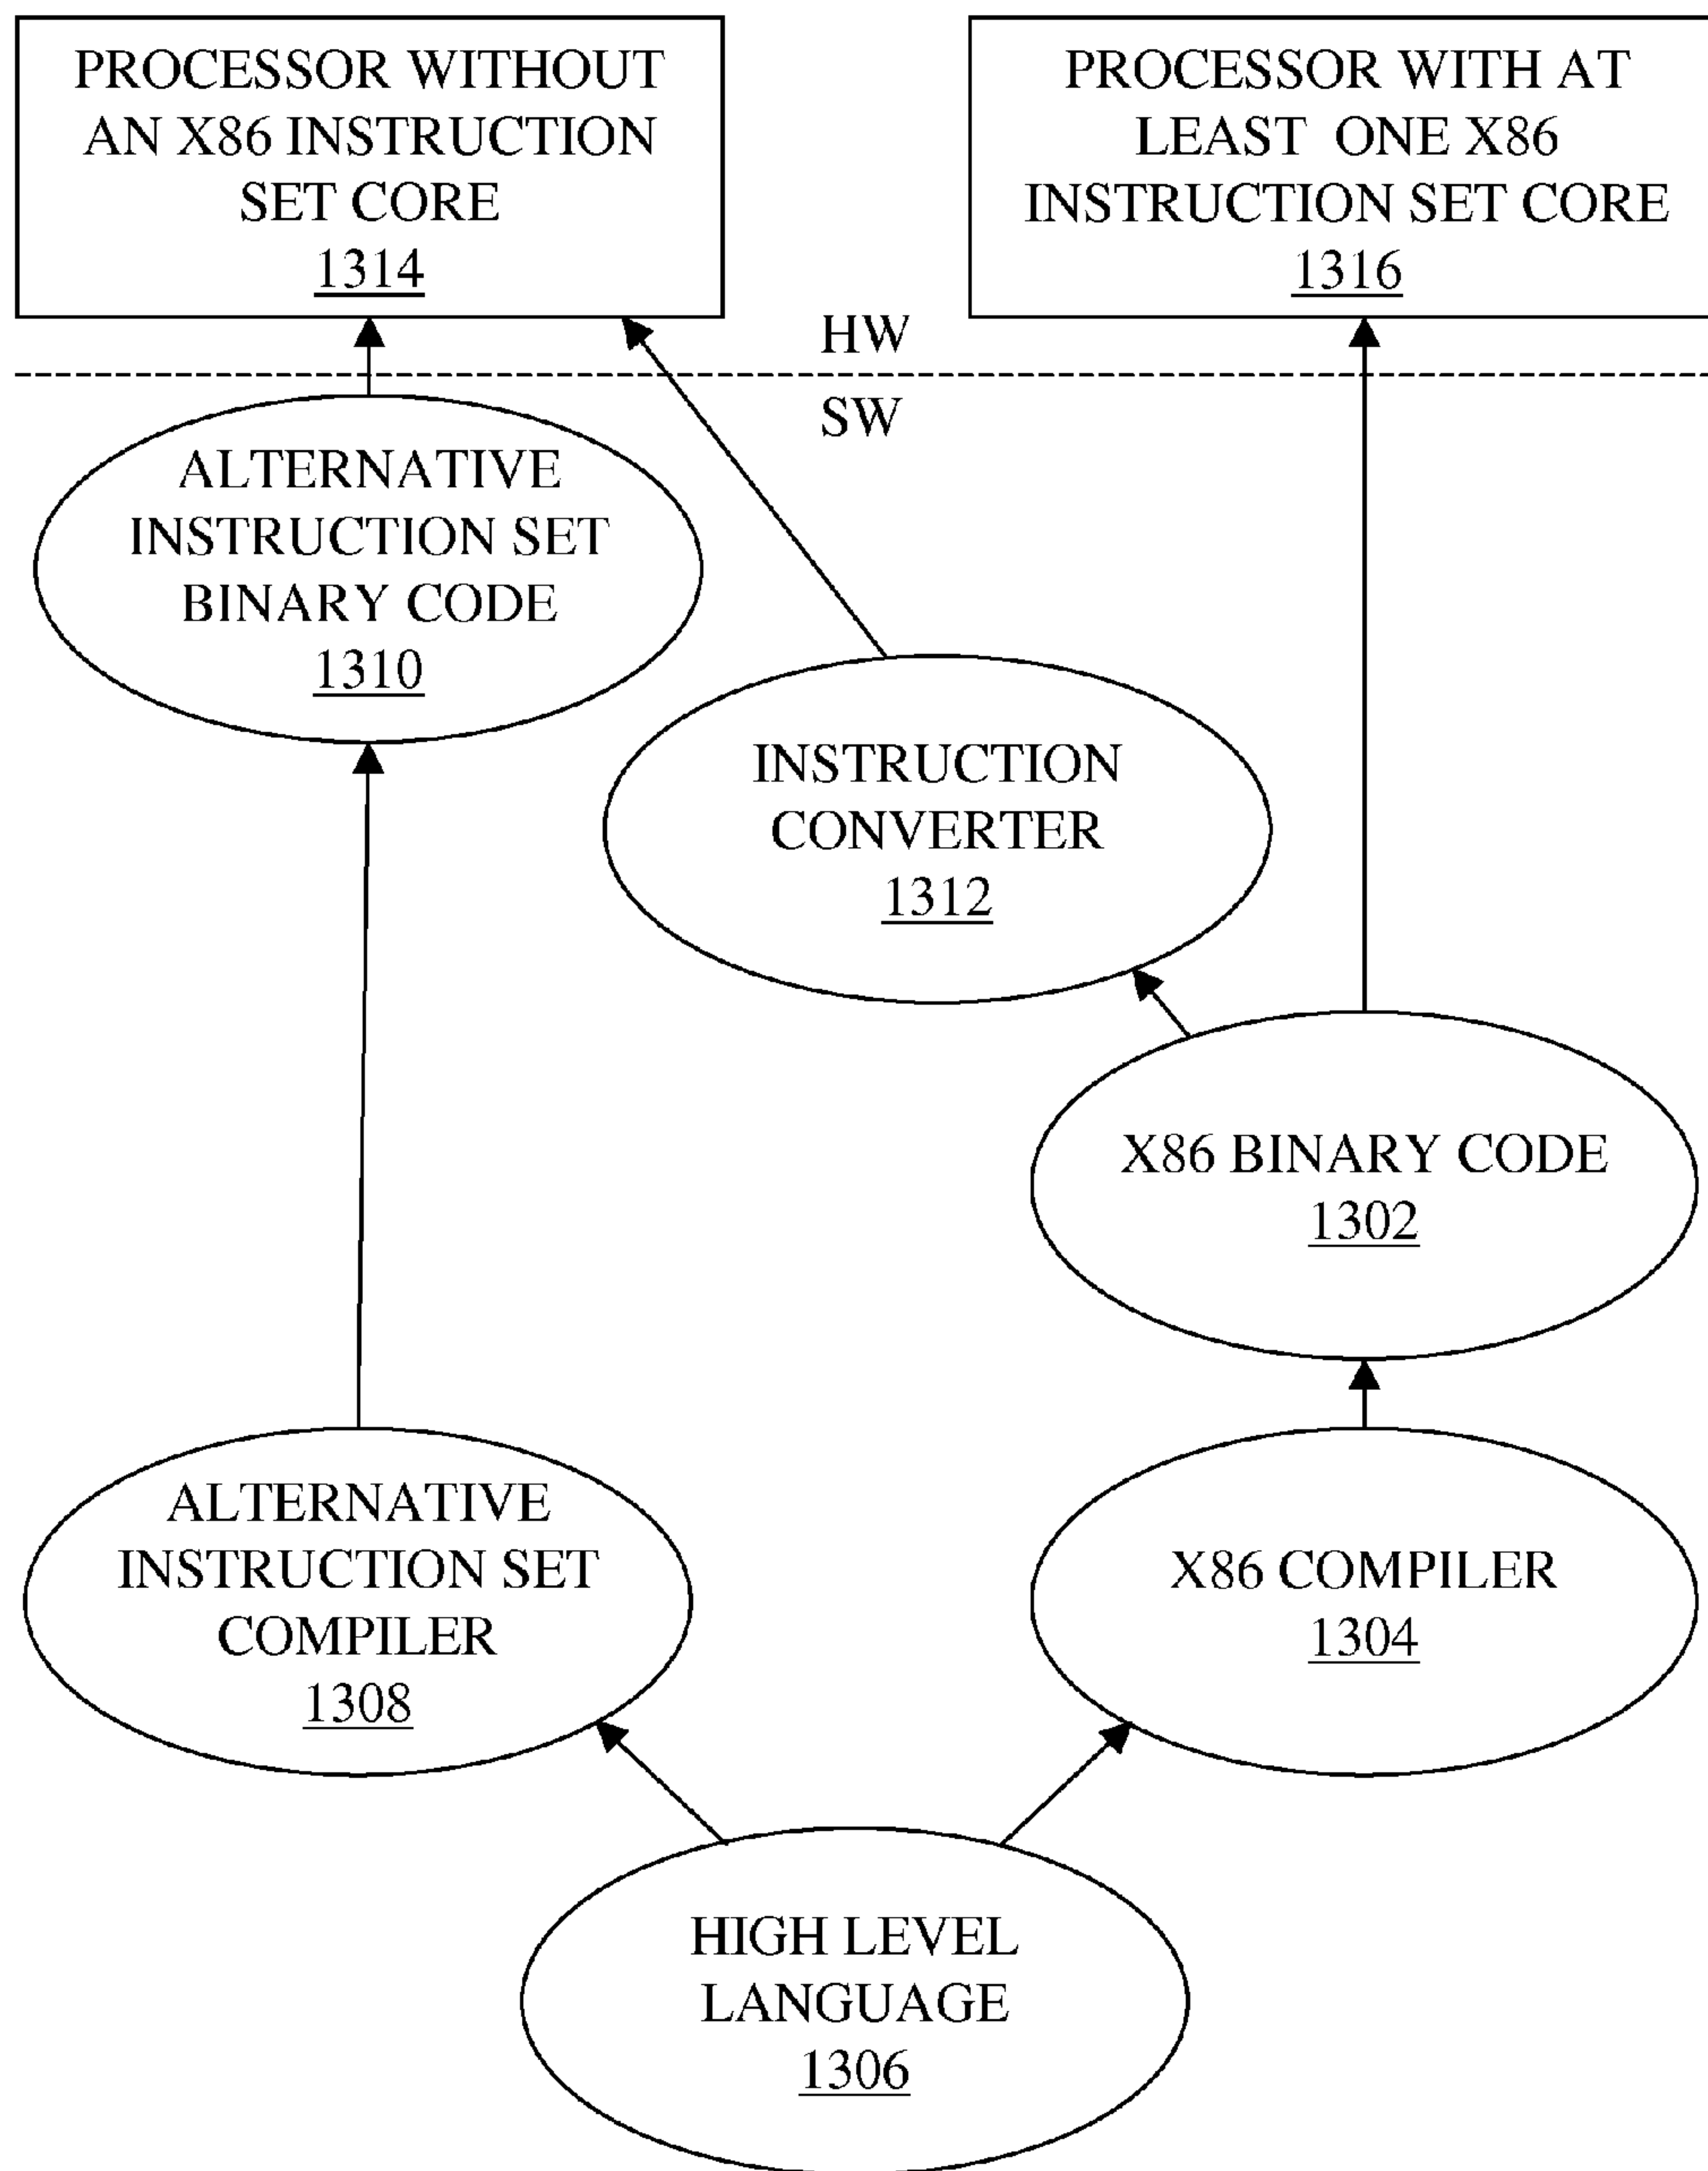 PROCESSOR WITHOUT
AN X86 INSTRUCTION
SET CORE
1314
PROCESSOR WITH AT
LEAST ONE X86
INSTRUCTION SET CORE
1316
HW
SW
ALTERNATIVE
INSTRUCTION SET
BINARY CODE
1310
INSTRUCTION
CONVERTER
1312
X86 BINARY CODE
1302
ALTERNATIVE
INSTRUCTION SET
COMPILER
1308
X86 COMPILER
1304
HIGH LEVEL
LANGUAGE
1306